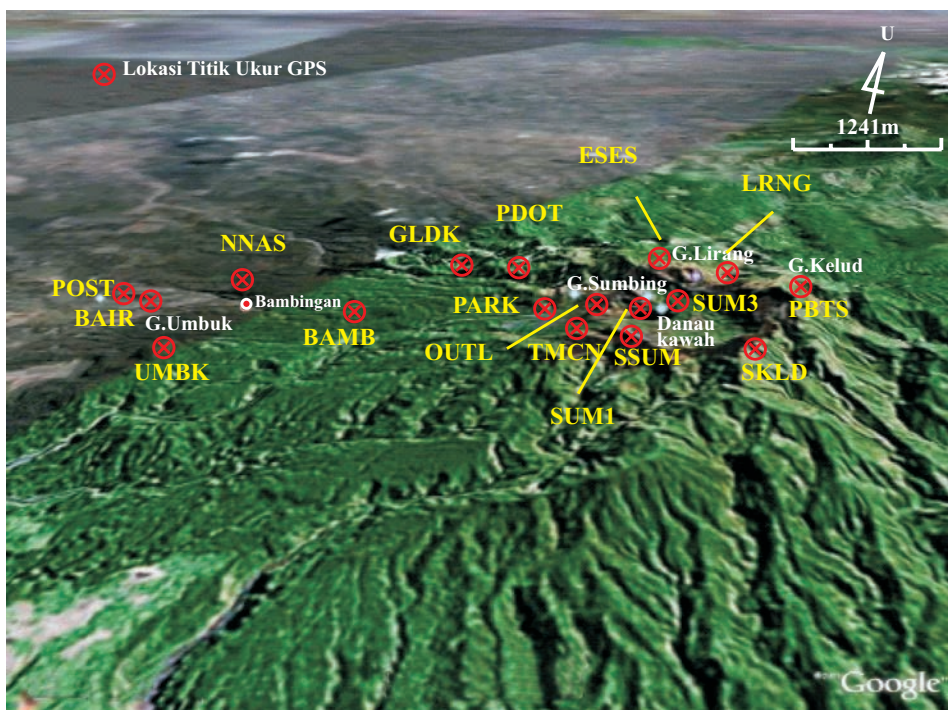 U
Lokasi Titik Ukur GPS
1241m
ESES
LRNG
PDOT
NNAS
GLDK
G.Lirang
G.Kelud
POST
G.Sumbing
BAIR
Bambingan
PARK
SUM3
PBTS
G.Umbuk
BAMB
Danau
kawah
OUTL
TMCN
SSUM
UMBK
SKLD
SUM1
Google